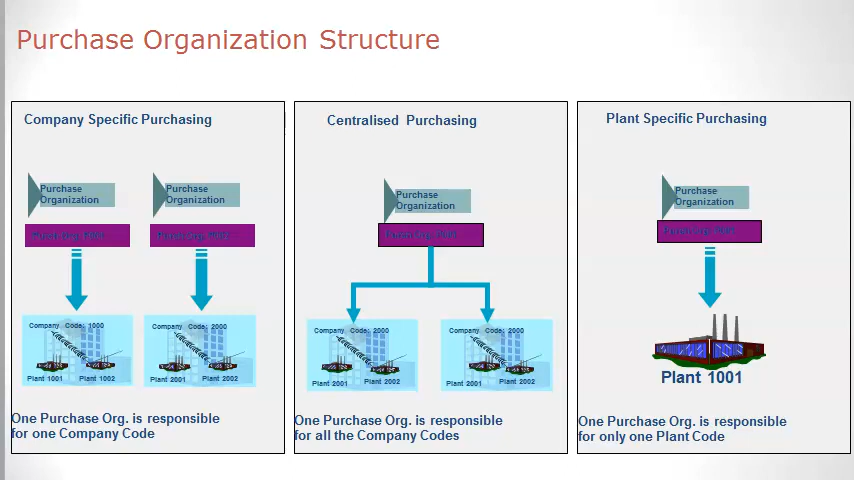 Purchase Organization Structure
Company Specific Purchasing
Purchase
Organization
Purchase
Organization
Company Code: 1000
Plant 1001
Plant 1002
Company Code: 2000
Plant 2001
Plant 2002
One Purchase Org. is responsible
for one Company Code
Centralised Purchasing
Purchase
Organization
Company Code: 2000
Plant 2001
Plant 2002
Company Code: 2000
Plant 2001
Plant 2002
One Purchase Org. is responsible
for all the Company Codes
Plant Specific Purchasing
Purchase
Organization
Plant 1001
One Purchase Org. is responsible
for only one Plant Code